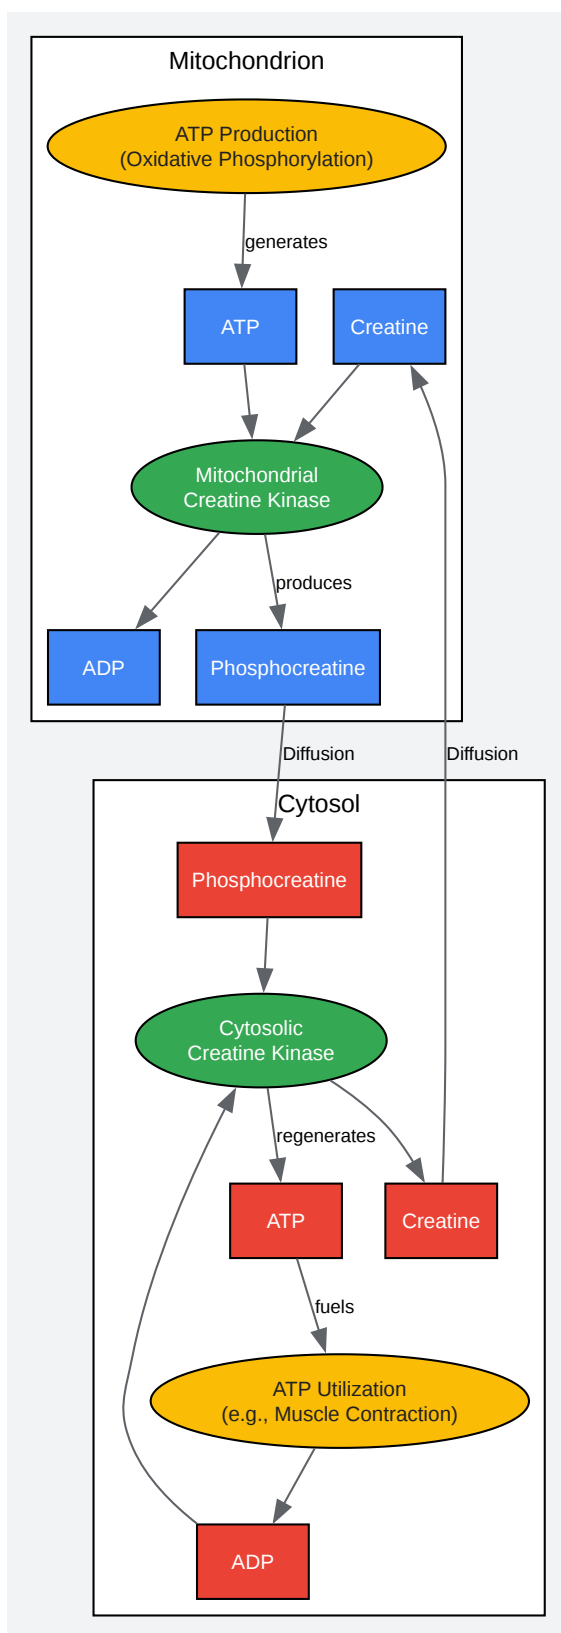 Mitochondrion
ATP Production
(Oxidative Phosphorylation)
generates
ATP
Creatine
Mitochondrial
Creatine Kinase
produces
ADP
Phosphocreatine
Diffusion
Diffusion
Cytosol
Phosphocreatine
Cytosolic
Creatine Kinase
regenerates
ATP
Creatine
fuels
ATP Utilization
(e.g., Muscle Contraction)
ADP